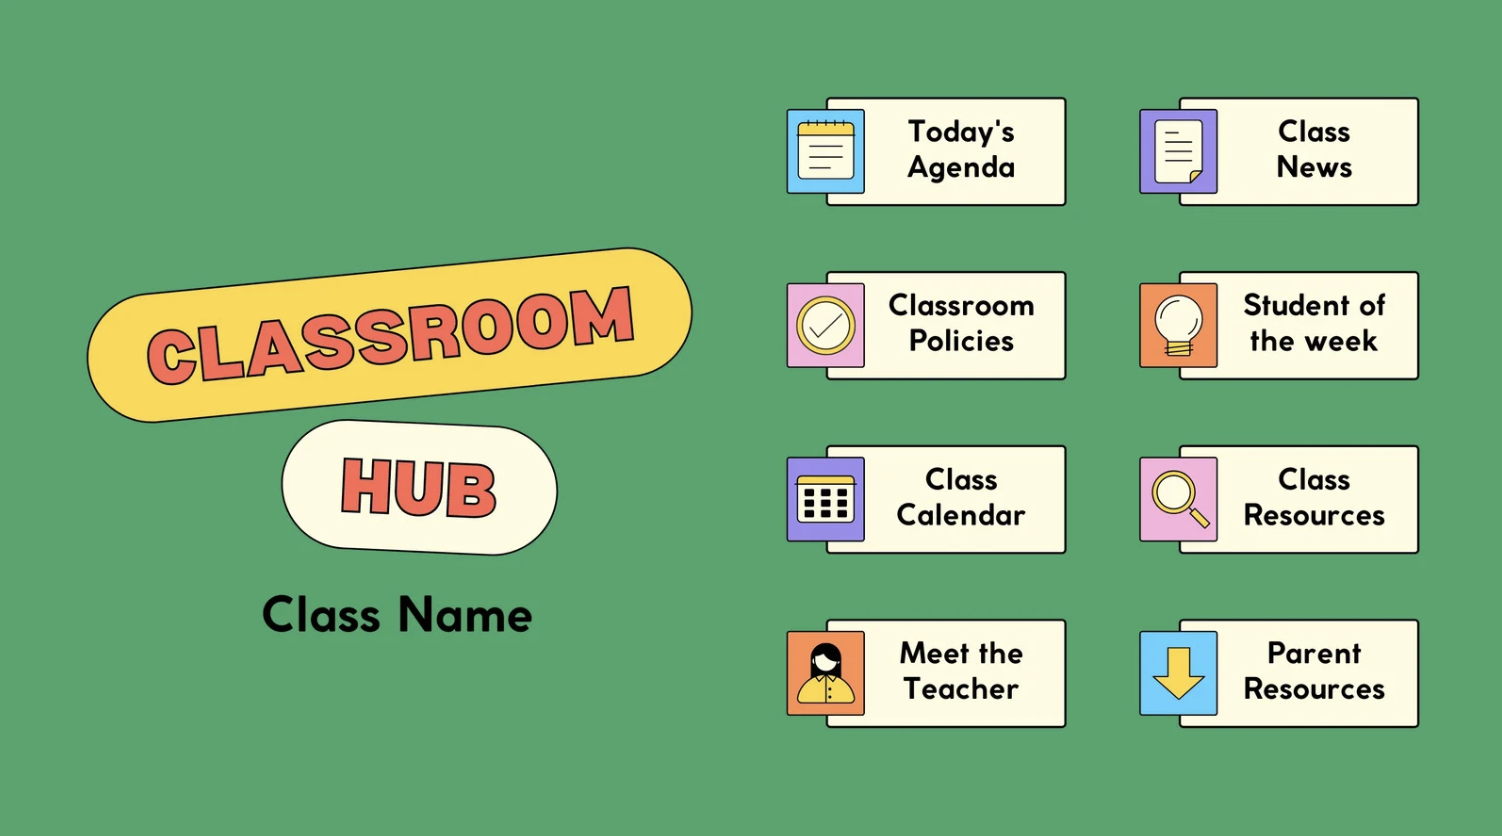 CLASSROOM
HUB
Class Name
Today's
Agenda
Class
News
Classroom
Policies
Student of
the week
Class
Calendar
Class
Resources
Meet the
Teacher
Parent
Resources